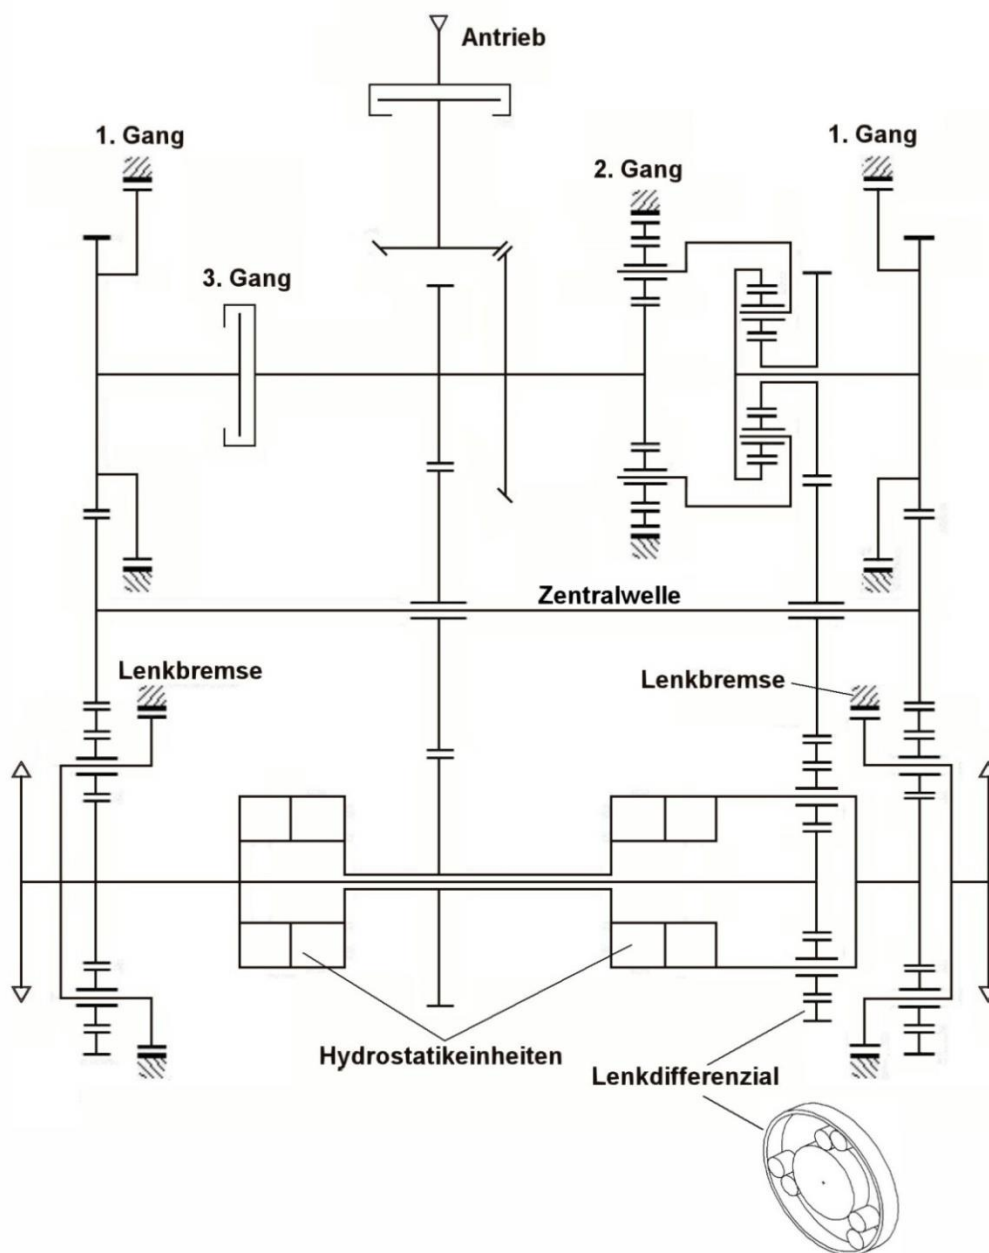 Antrieb
1. Gang
1. Gang
2. Gang
3. Gang
Zentralwelle
Lenkbremse
Lenkbremse
Hydrostatikeinheiten
Lenkdifferenzial